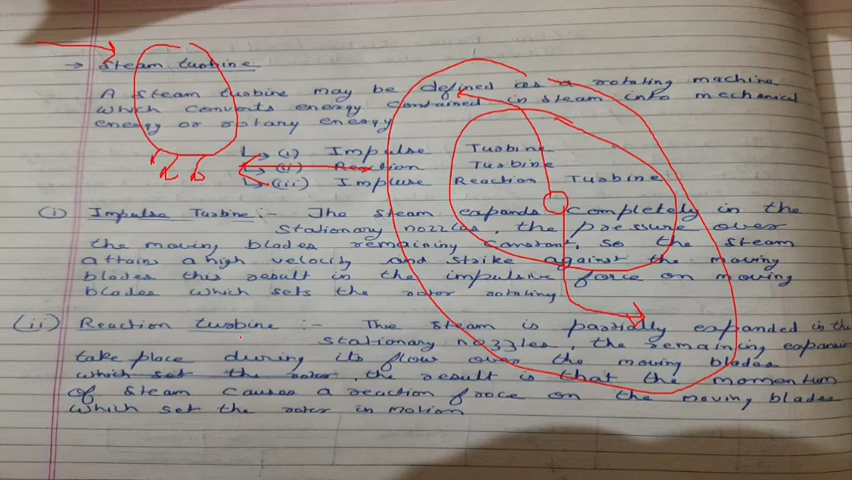 → Steam turbine
A steam turbine may be defined as a rotating machine
which converts energy contained in steam into mechanical
energy or rotary energy
↳ (i) Impulse Turbine
↳ (ii) Reaction Turbine
↳ (iii) Implure Reaction Turbine
(i) Impulse Turbine :- The steam expands completely in the
stationary nozzles, the pressure over
the moving blades remaining constant, so the steam
attains a high velocity and strike against the moving
blades this result in the impulsive force on moving
blades which sets the rotor rotating
(ii) Reaction turbine :- The steam is partially expanded in the
stationary nozzles, the remaining expansion
take place during its flow over the moving blades
which set the rotor, the result is that the momentum
of steam causes a reaction force on the moving blades
which set the rotor in motion